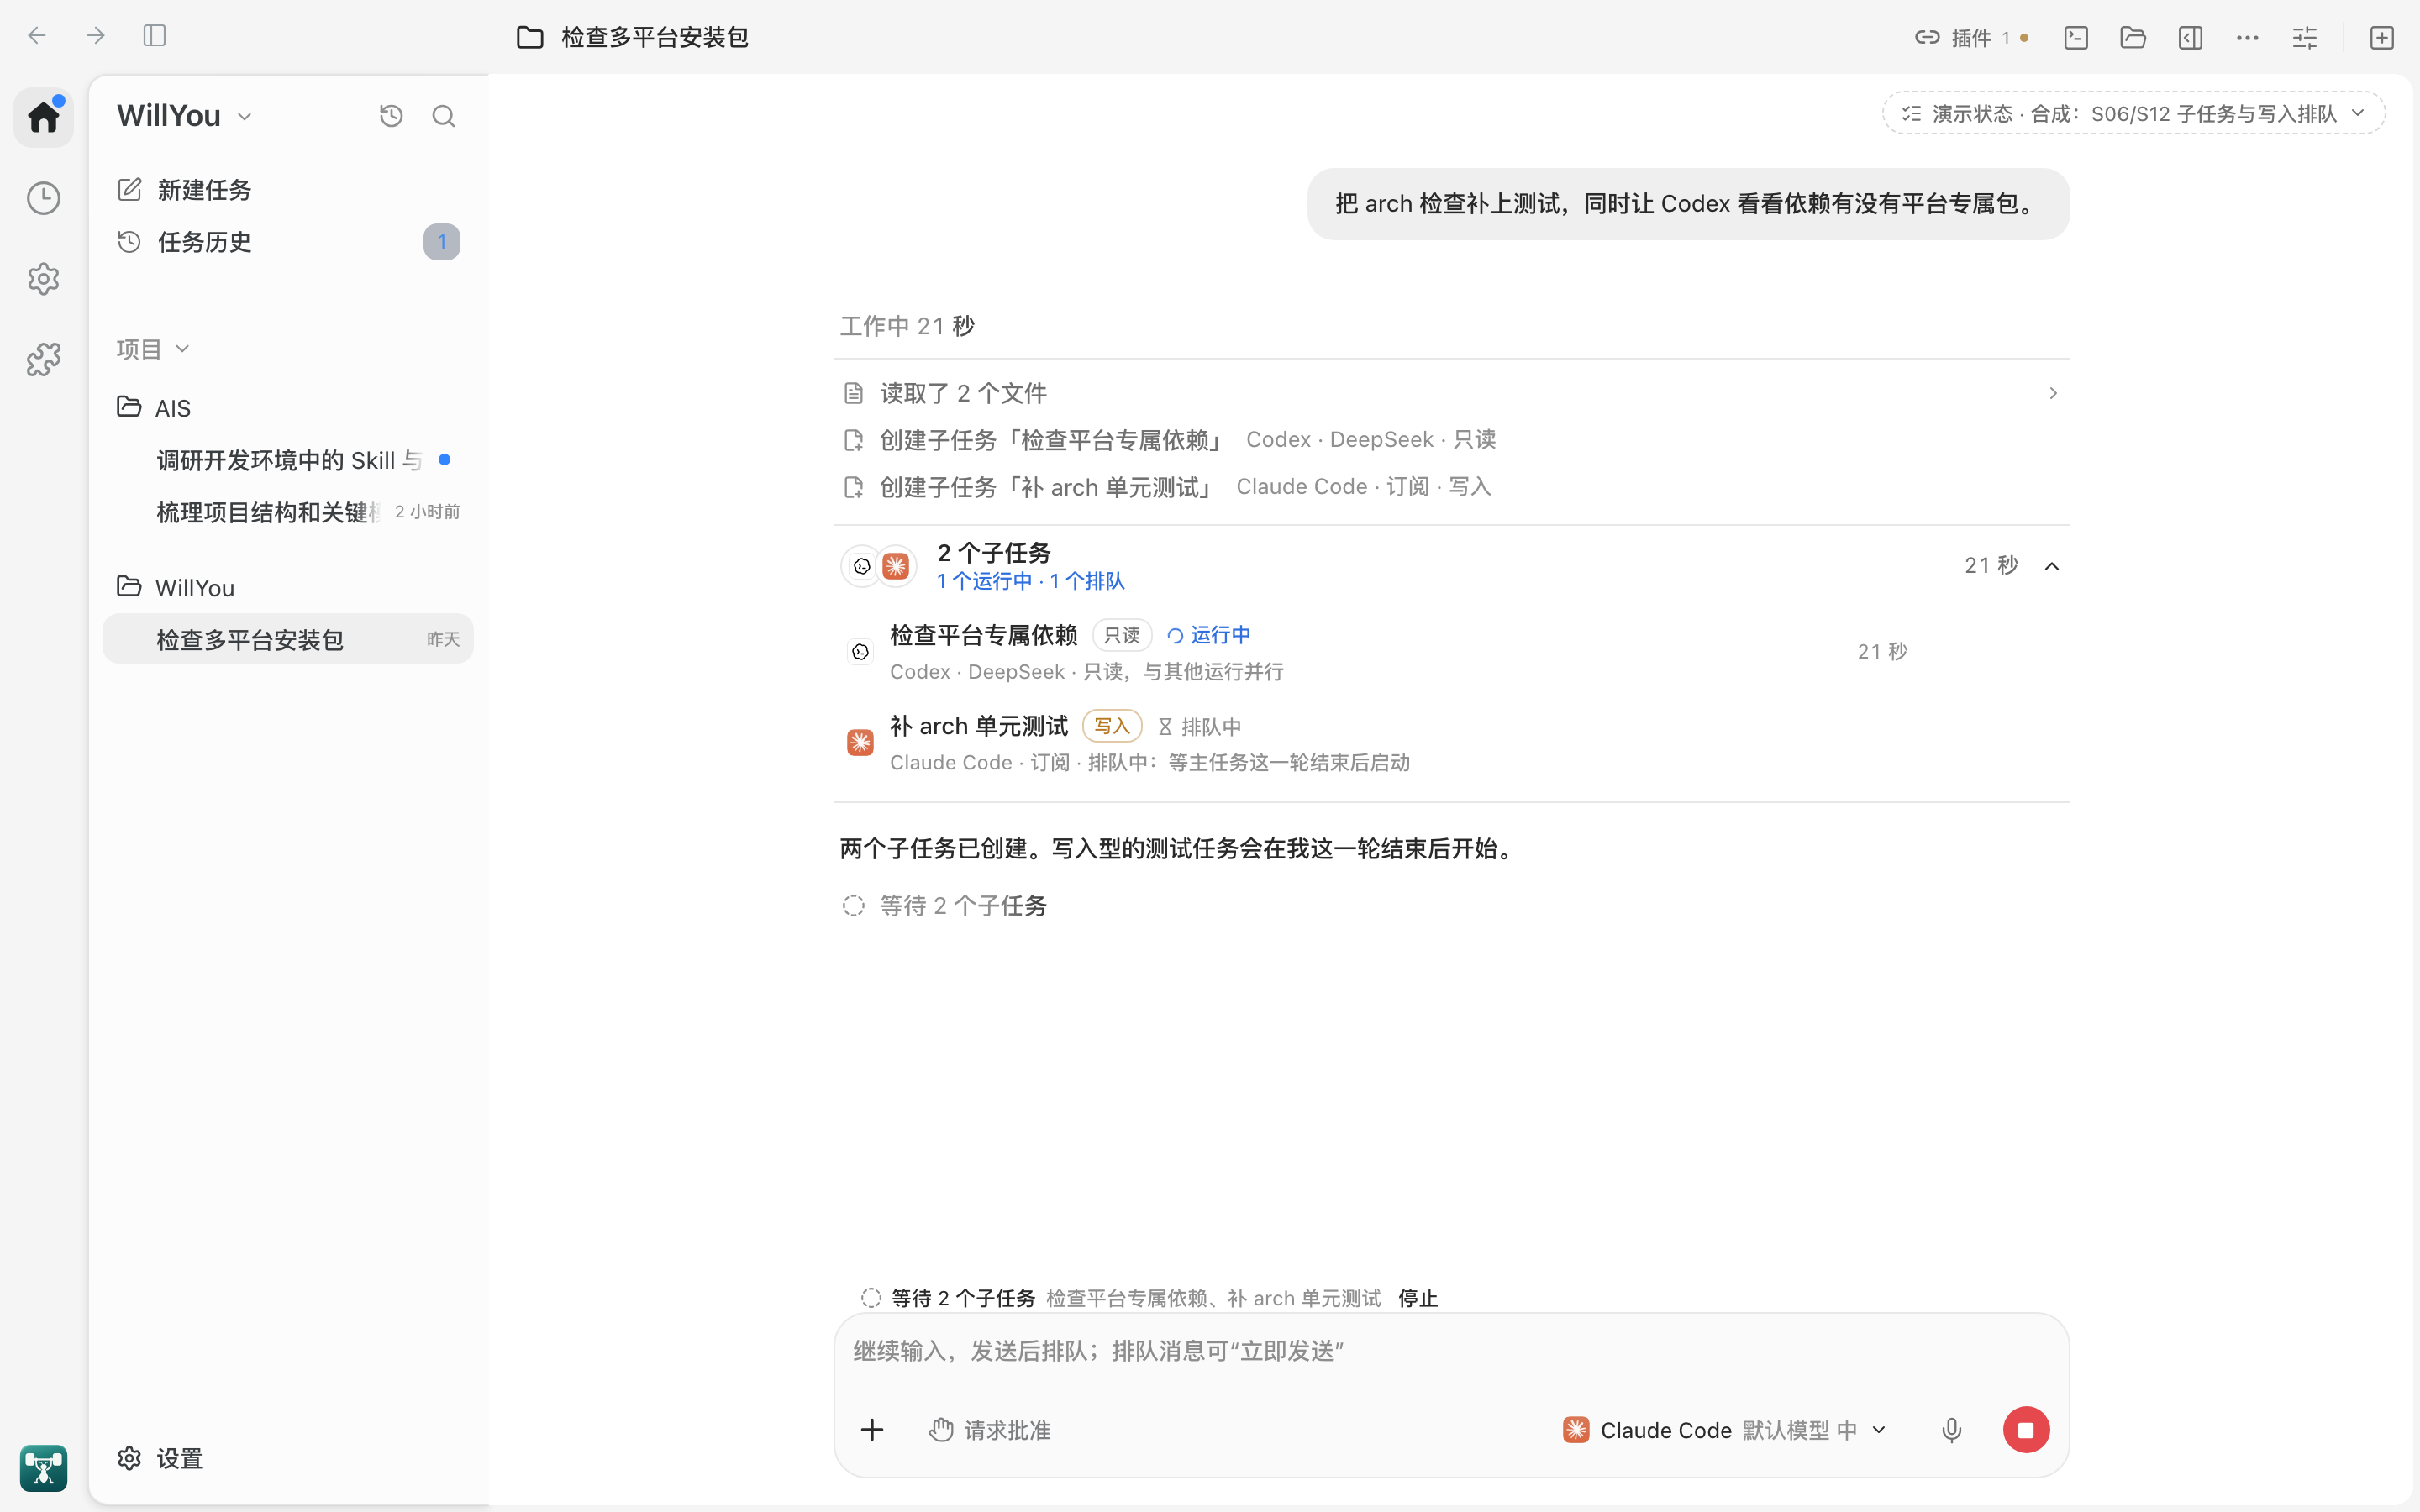 检查多平台安装包
插件 1
WillYou
演示状态 · 合成：S06/S12 子任务与写入排队
新建任务
任务历史 1
项目
AIS
调研开发环境中的 Skill 与
梳理项目结构和关键 2 小时前
WillYou
检查多平台安装包 昨天
设置
把 arch 检查补上测试，同时让 Codex 看看依赖有没有平台专属包。
工作中 21 秒
读取了 2 个文件
创建子任务「检查平台专属依赖」 Codex · DeepSeek · 只读
创建子任务「补 arch 单元测试」 Claude Code · 订阅 · 写入
2 个子任务
1 个运行中 · 1 个排队
21 秒
检查平台专属依赖 只读 运行中
Codex · DeepSeek · 只读，与其他运行并行
21 秒
补 arch 单元测试 写入 排队中
Claude Code · 订阅 · 排队中：等主任务这一轮结束后启动
两个子任务已创建。写入型的测试任务会在我这一轮结束后开始。
等待 2 个子任务
等待 2 个子任务 检查平台专属依赖、补 arch 单元测试 停止
继续输入，发送后排队；排队消息可“立即发送”
请求批准
Claude Code 默认模型 中